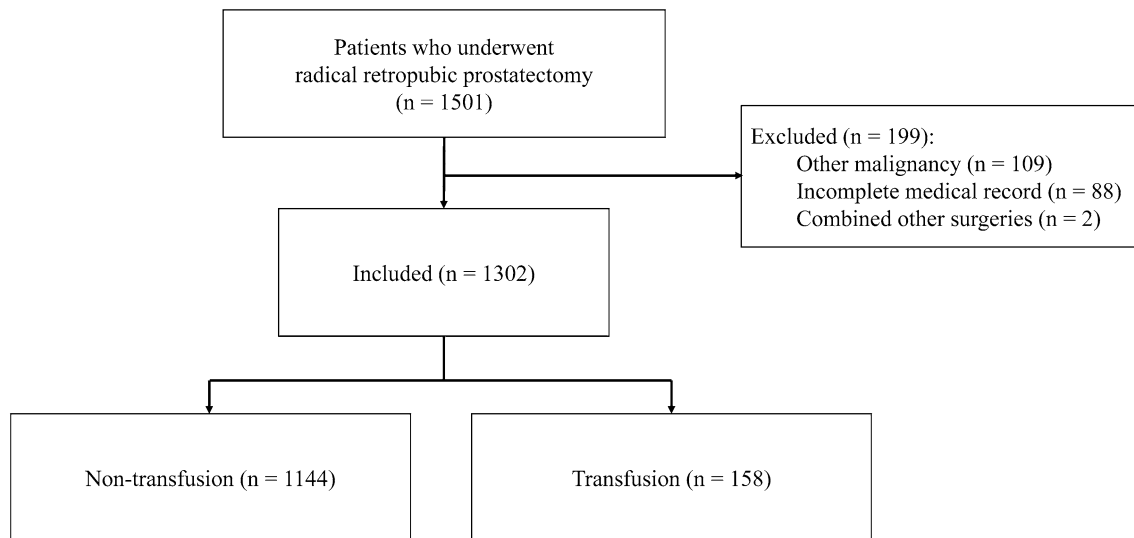 Patients who underwent
radical retropubic prostatectomy
(n = 1501)
Excluded (n = 199):
Other malignancy (n = 109)
Incomplete medical record (n = 88)
Combined other surgeries (n = 2)
Included (n = 1302)
Non-transfusion (n = 1144)
Transfusion (n = 158)